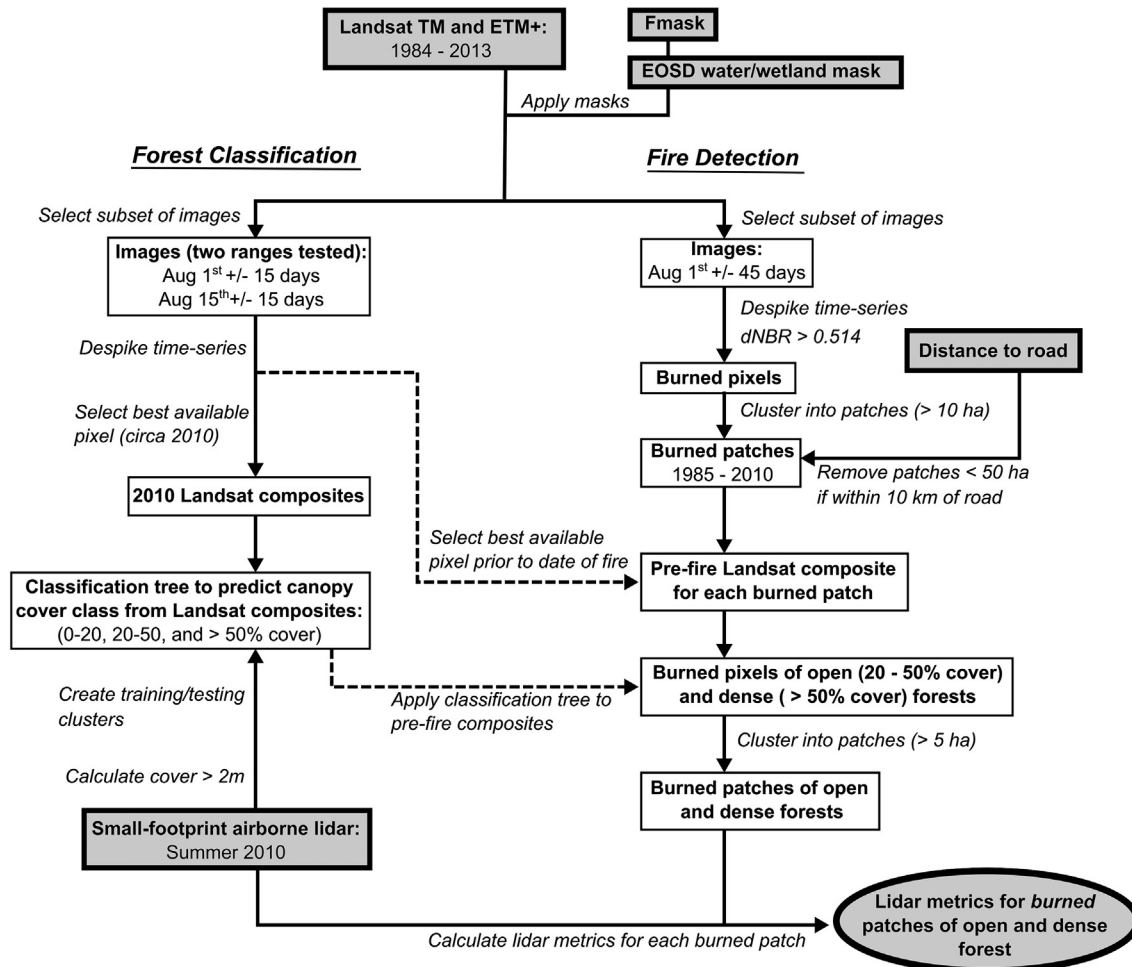 Landsat TM and ETM+:
1984 - 2013
Fmask
EOSD water/wetland mask
Apply masks
Forest Classification
Fire Detection
Select subset of images
Select subset of images
Images (two ranges tested):
Aug 1st +/- 15 days
Aug 15th+/- 15 days
Images:
Aug 1st +/- 45 days
Despike time-series
dNBR > 0.514
Despike time-series
Distance to road
Burned pixels
Select best available
pixel (circa 2010)
Cluster into patches (> 10 ha)
Burned patches
1985 - 2010
Remove patches < 50 ha
if within 10 km of road
2010 Landsat composites
Select best available
pixel prior to date of fire
Pre-fire Landsat composite
for each burned patch
Classification tree to predict canopy
cover class from Landsat composites:
(0-20, 20-50, and > 50% cover)
Burned pixels of open (20 - 50% cover)
and dense ( > 50% cover) forests
Create training/testing
clusters
Apply classification tree to
pre-fire composites
Cluster into patches (> 5 ha)
Calculate cover > 2m
Burned patches of open
and dense forests
Small-footprint airborne lidar:
Summer 2010
Lidar metrics for burned
patches of open and dense
forest
Calculate lidar metrics for each burned patch